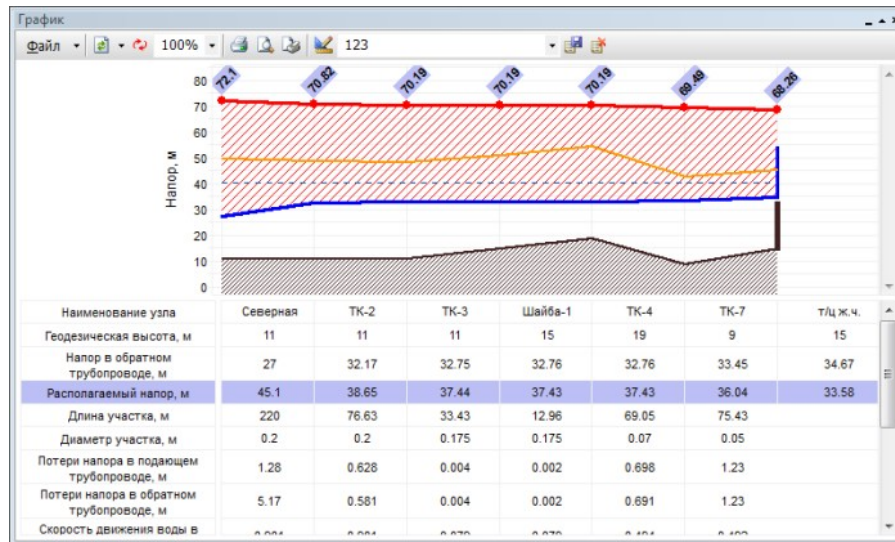 График
Файл 100% 123
72.1 70.82 70.19 70.19 70.19 69.49 68.26
Напор, м
80
70
60
50
40
30
20
10
0
Наименование узла Северная ТК-2 ТК-3 Шайба-1 ТК-4 ТК-7 т/ц ж.ч.
Геодезическая высота, м 11 11 11 15 19 9 15
Напор в обратном
трубопроводе, м 27 32.17 32.75 32.76 32.76 33.45 34.67
Располагаемый напор, м 45.1 38.65 37.44 37.43 37.43 36.04 33.58
Длина участка, м 220 76.63 33.43 12.96 69.05 75.43
Диаметр участка, м 0.2 0.2 0.175 0.175 0.07 0.05
Потери напора в подающем
трубопроводе, м 1.28 0.628 0.004 0.002 0.698 1.23
Потери напора в обратном
трубопроводе, м 5.17 0.581 0.004 0.002 0.691 1.23
Скорость движения воды в